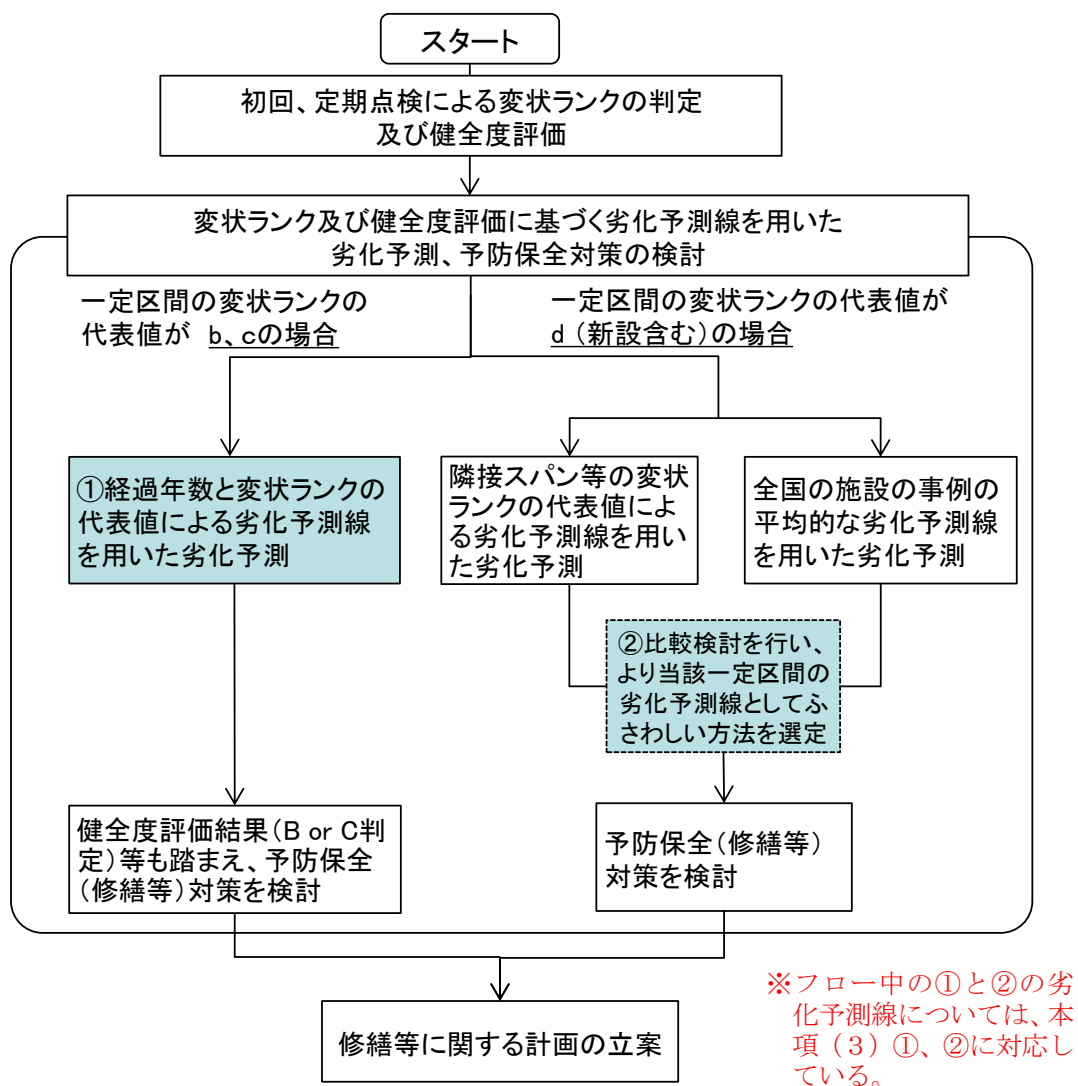 スタート
初回、定期点検による変状ランクの判定
及び健全度評価
変状ランク及び健全度評価に基づく劣化予測線を用いた
劣化予測、予防保全対策の検討
一定区間の変状ランクの
代表値が b、cの場合
一定区間の変状ランクの代表値が
d（新設含む）の場合
①経過年数と変状ランクの
代表値による劣化予測線
を用いた劣化予測
隣接スパン等の変状
ランクの代表値によ
る劣化予測線を用い
た劣化予測
全国の施設の事例の
平均的な劣化予測線
を用いた劣化予測
②比較検討を行い、
より当該一定区間の
劣化予測線としてふ
さわしい方法を選定
健全度評価結果（B or C判
定）等も踏まえ、予防保全
（修繕等）対策を検討
予防保全（修繕等）
対策を検討
修繕等に関する計画の立案
※フロー中の①と②の劣
化予測線については、本
項（３）①、②に対応し
ている。